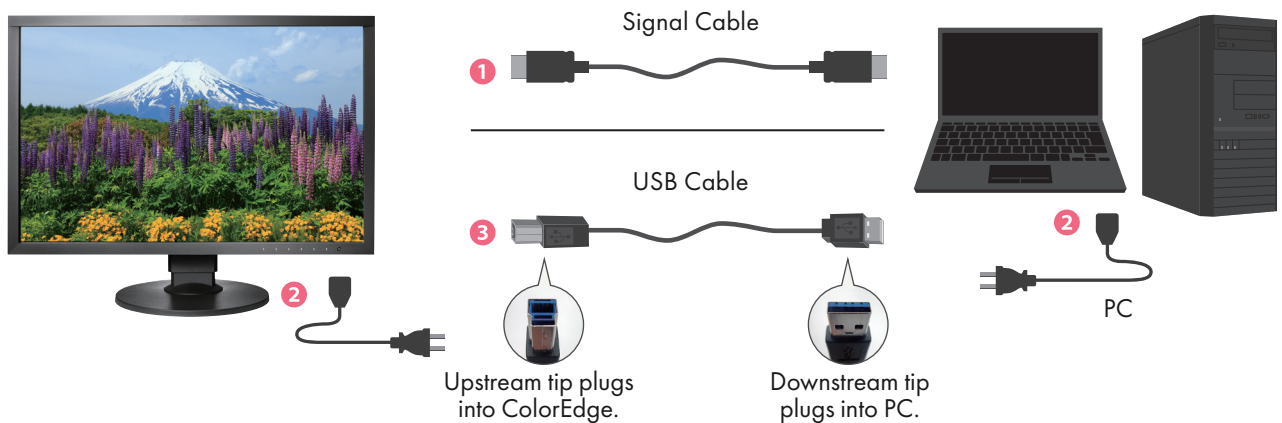 Signal Cable
1
USB Cable
3
2
2
PC
Upstream tip plugs
into ColorEdge.
Downstream tip
plugs into PC.